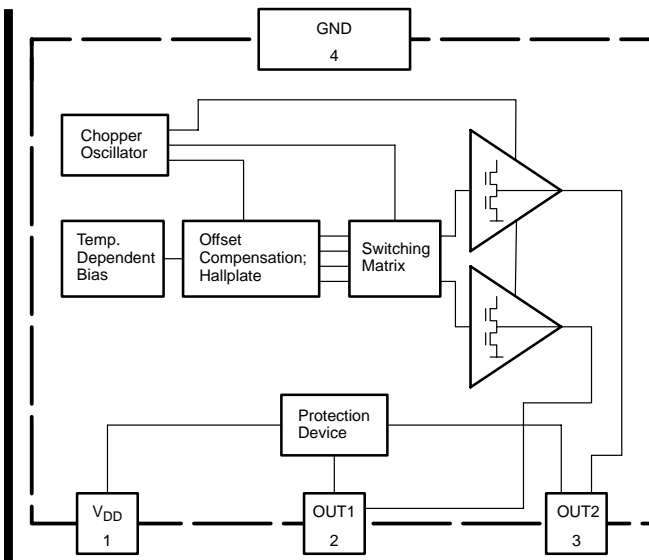 GND
4
Chopper
Oscillator
Temp.
Dependent
Bias
Offset
Compensation;
Hallplate
Switching
Matrix
Protection
Device
VDD
1
OUT1
2
OUT2
3